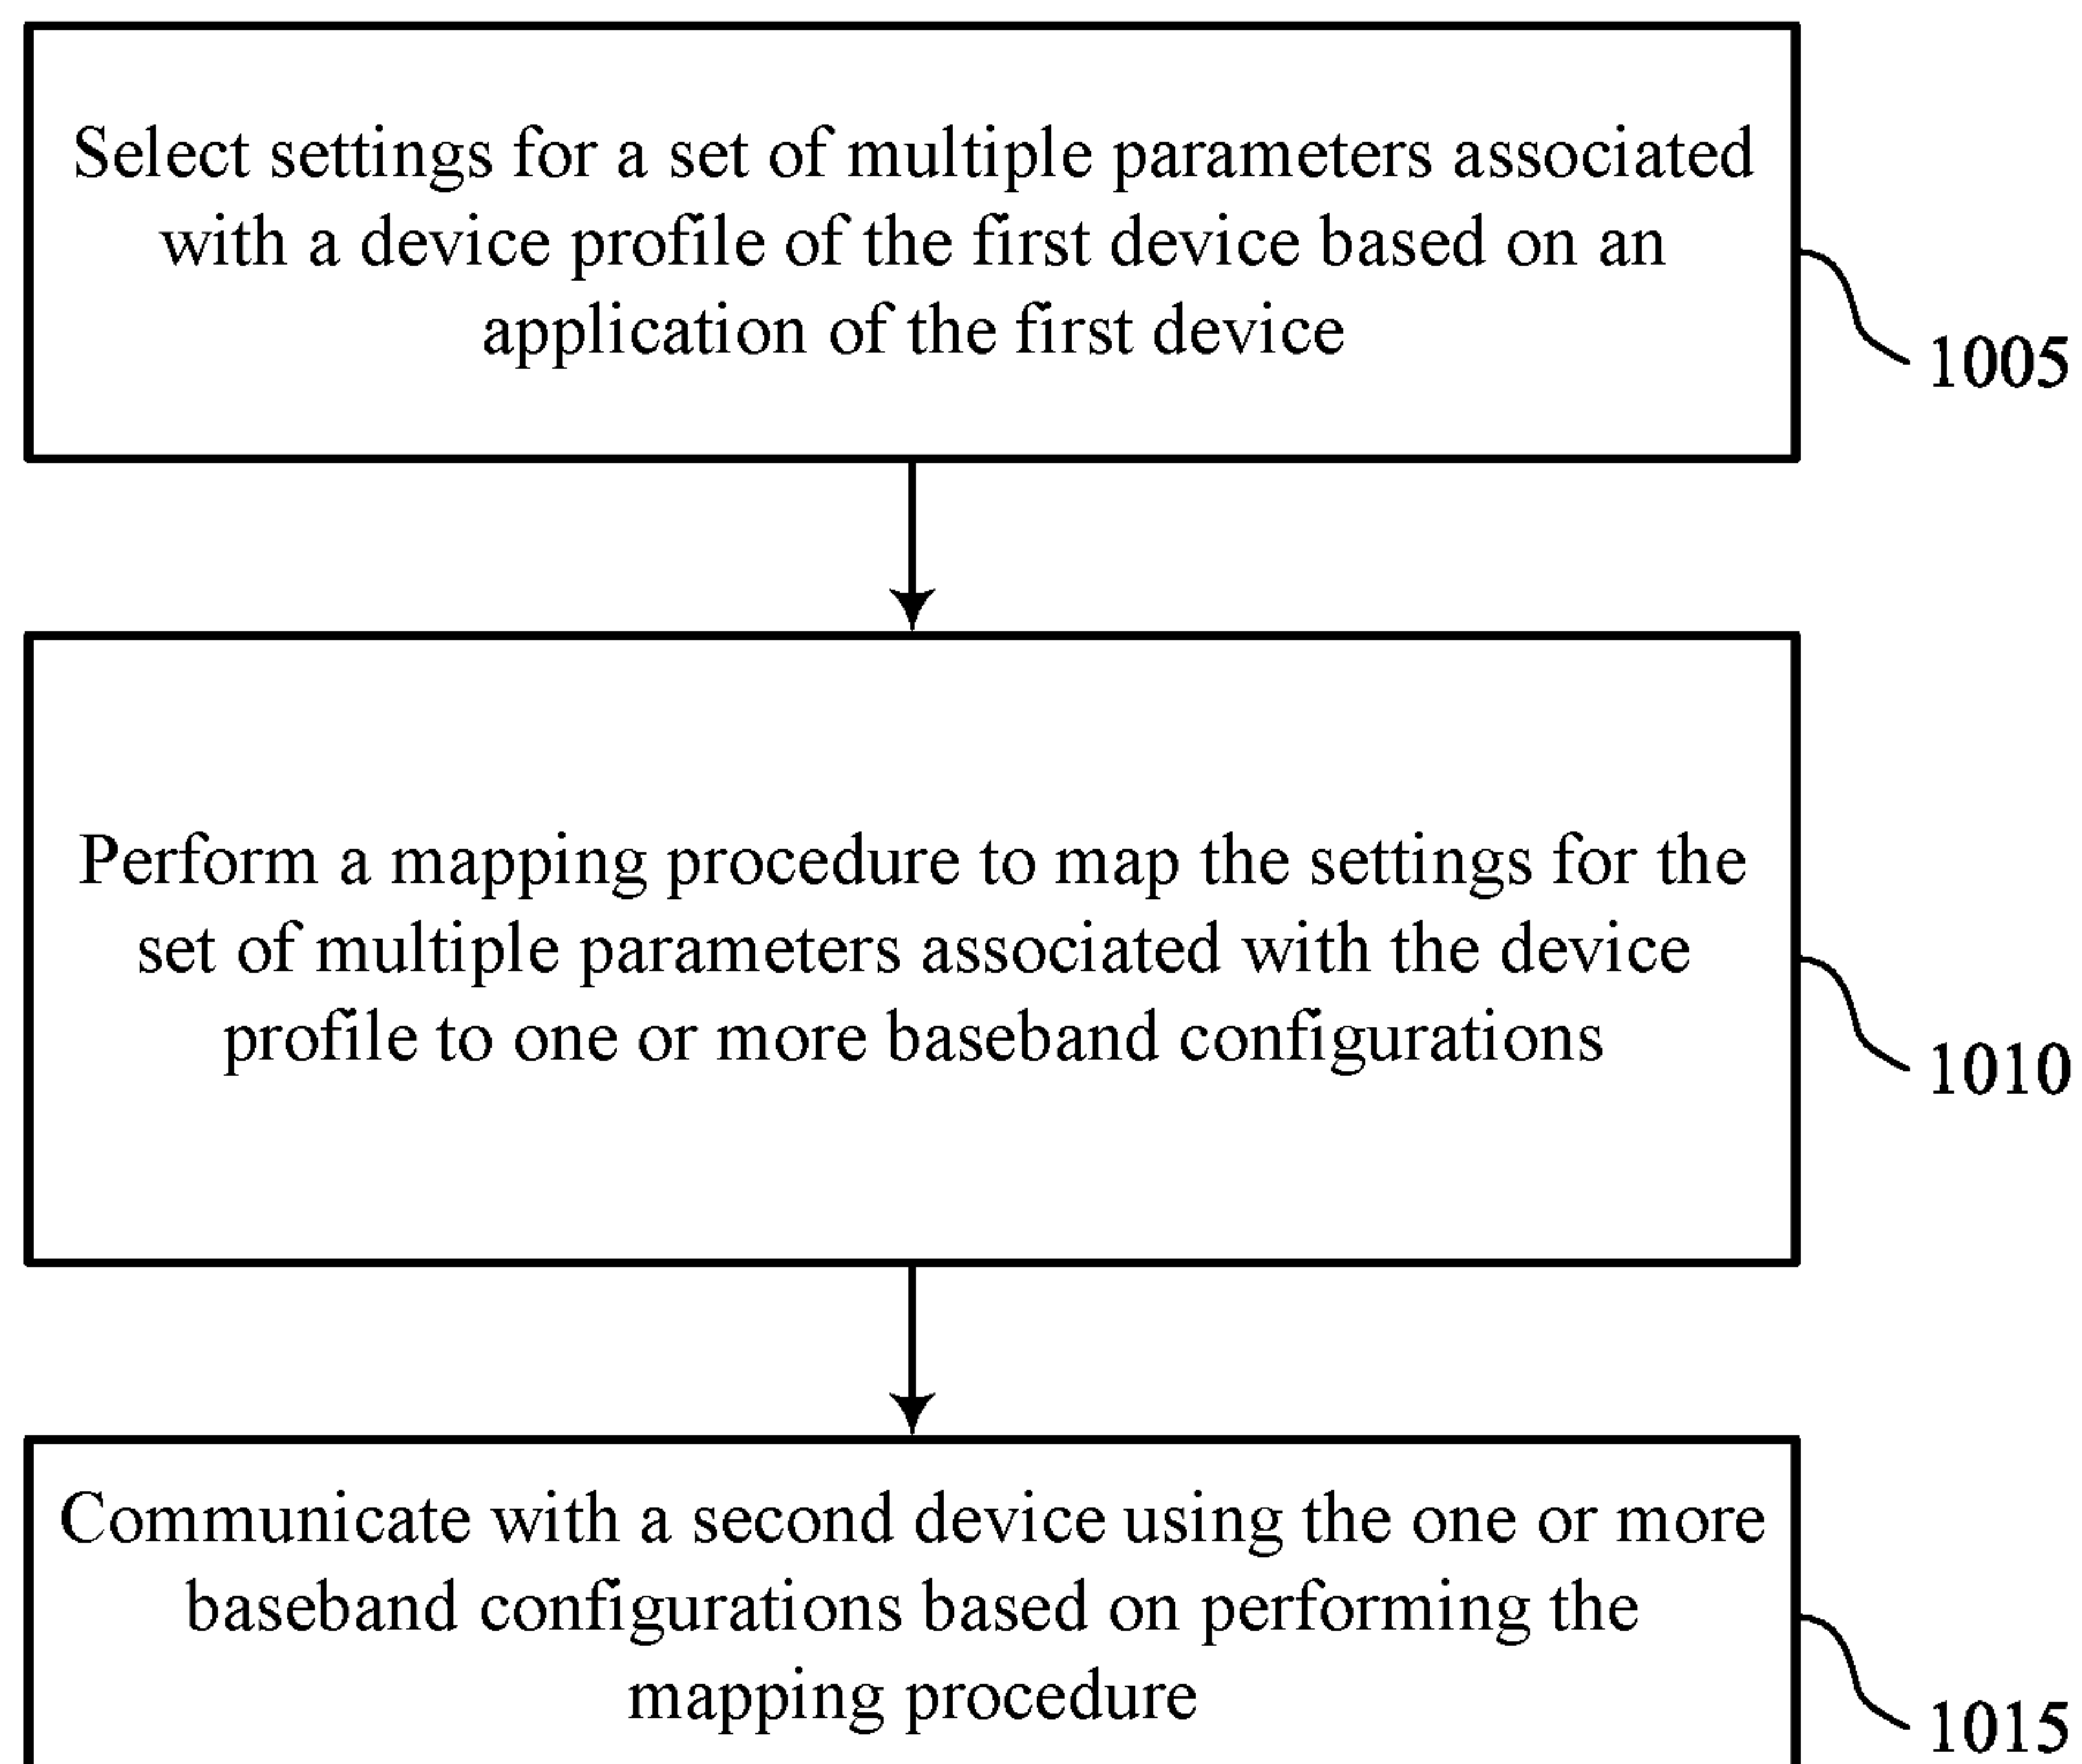 Select settings for a set of multiple parameters associated
with a device profile of the first device based on an
application of the first device
1005
Perform a mapping procedure to map the settings for the
set of multiple parameters associated with the device
profile to one or more baseband configurations
1010
Communicate with a second device using the one or more
baseband configurations based on performing the
mapping procedure
1015